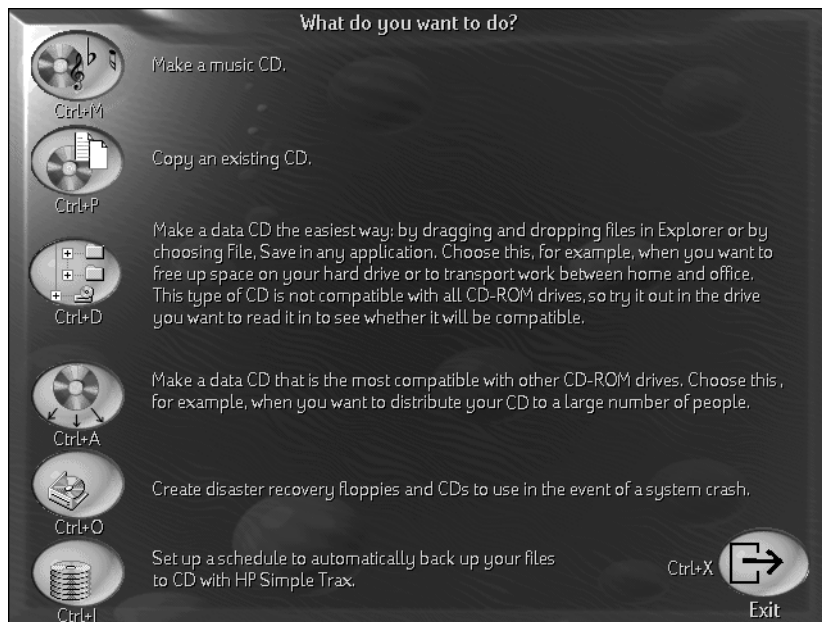 What do you want to do?
Make a music CD.
Ctrl+M
Copy an existing CD.
Ctrl+P
Make a data CD the easiest way: by dragging and dropping files in Explorer or by
choosing File, Save in any application. Choose this, for example, when you want to
free up space on your hard drive or to transport work between home and office.
This type of CD is not compatible with all CD-ROM drives, so try it out in the drive
you want to read it in to see whether it will be compatible.
Ctrl+D
Make a data CD that is the most compatible with other CD-ROM drives. Choose this,
for example, when you want to distribute your CD to a large number of people.
Ctrl+A
Create disaster recovery floppies and CDs to use in the event of a system crash.
Ctrl+O
Set up a schedule to automatically back up your files
to CD with HP Simple Trax.
Ctrl+I
Ctrl+X
Exit